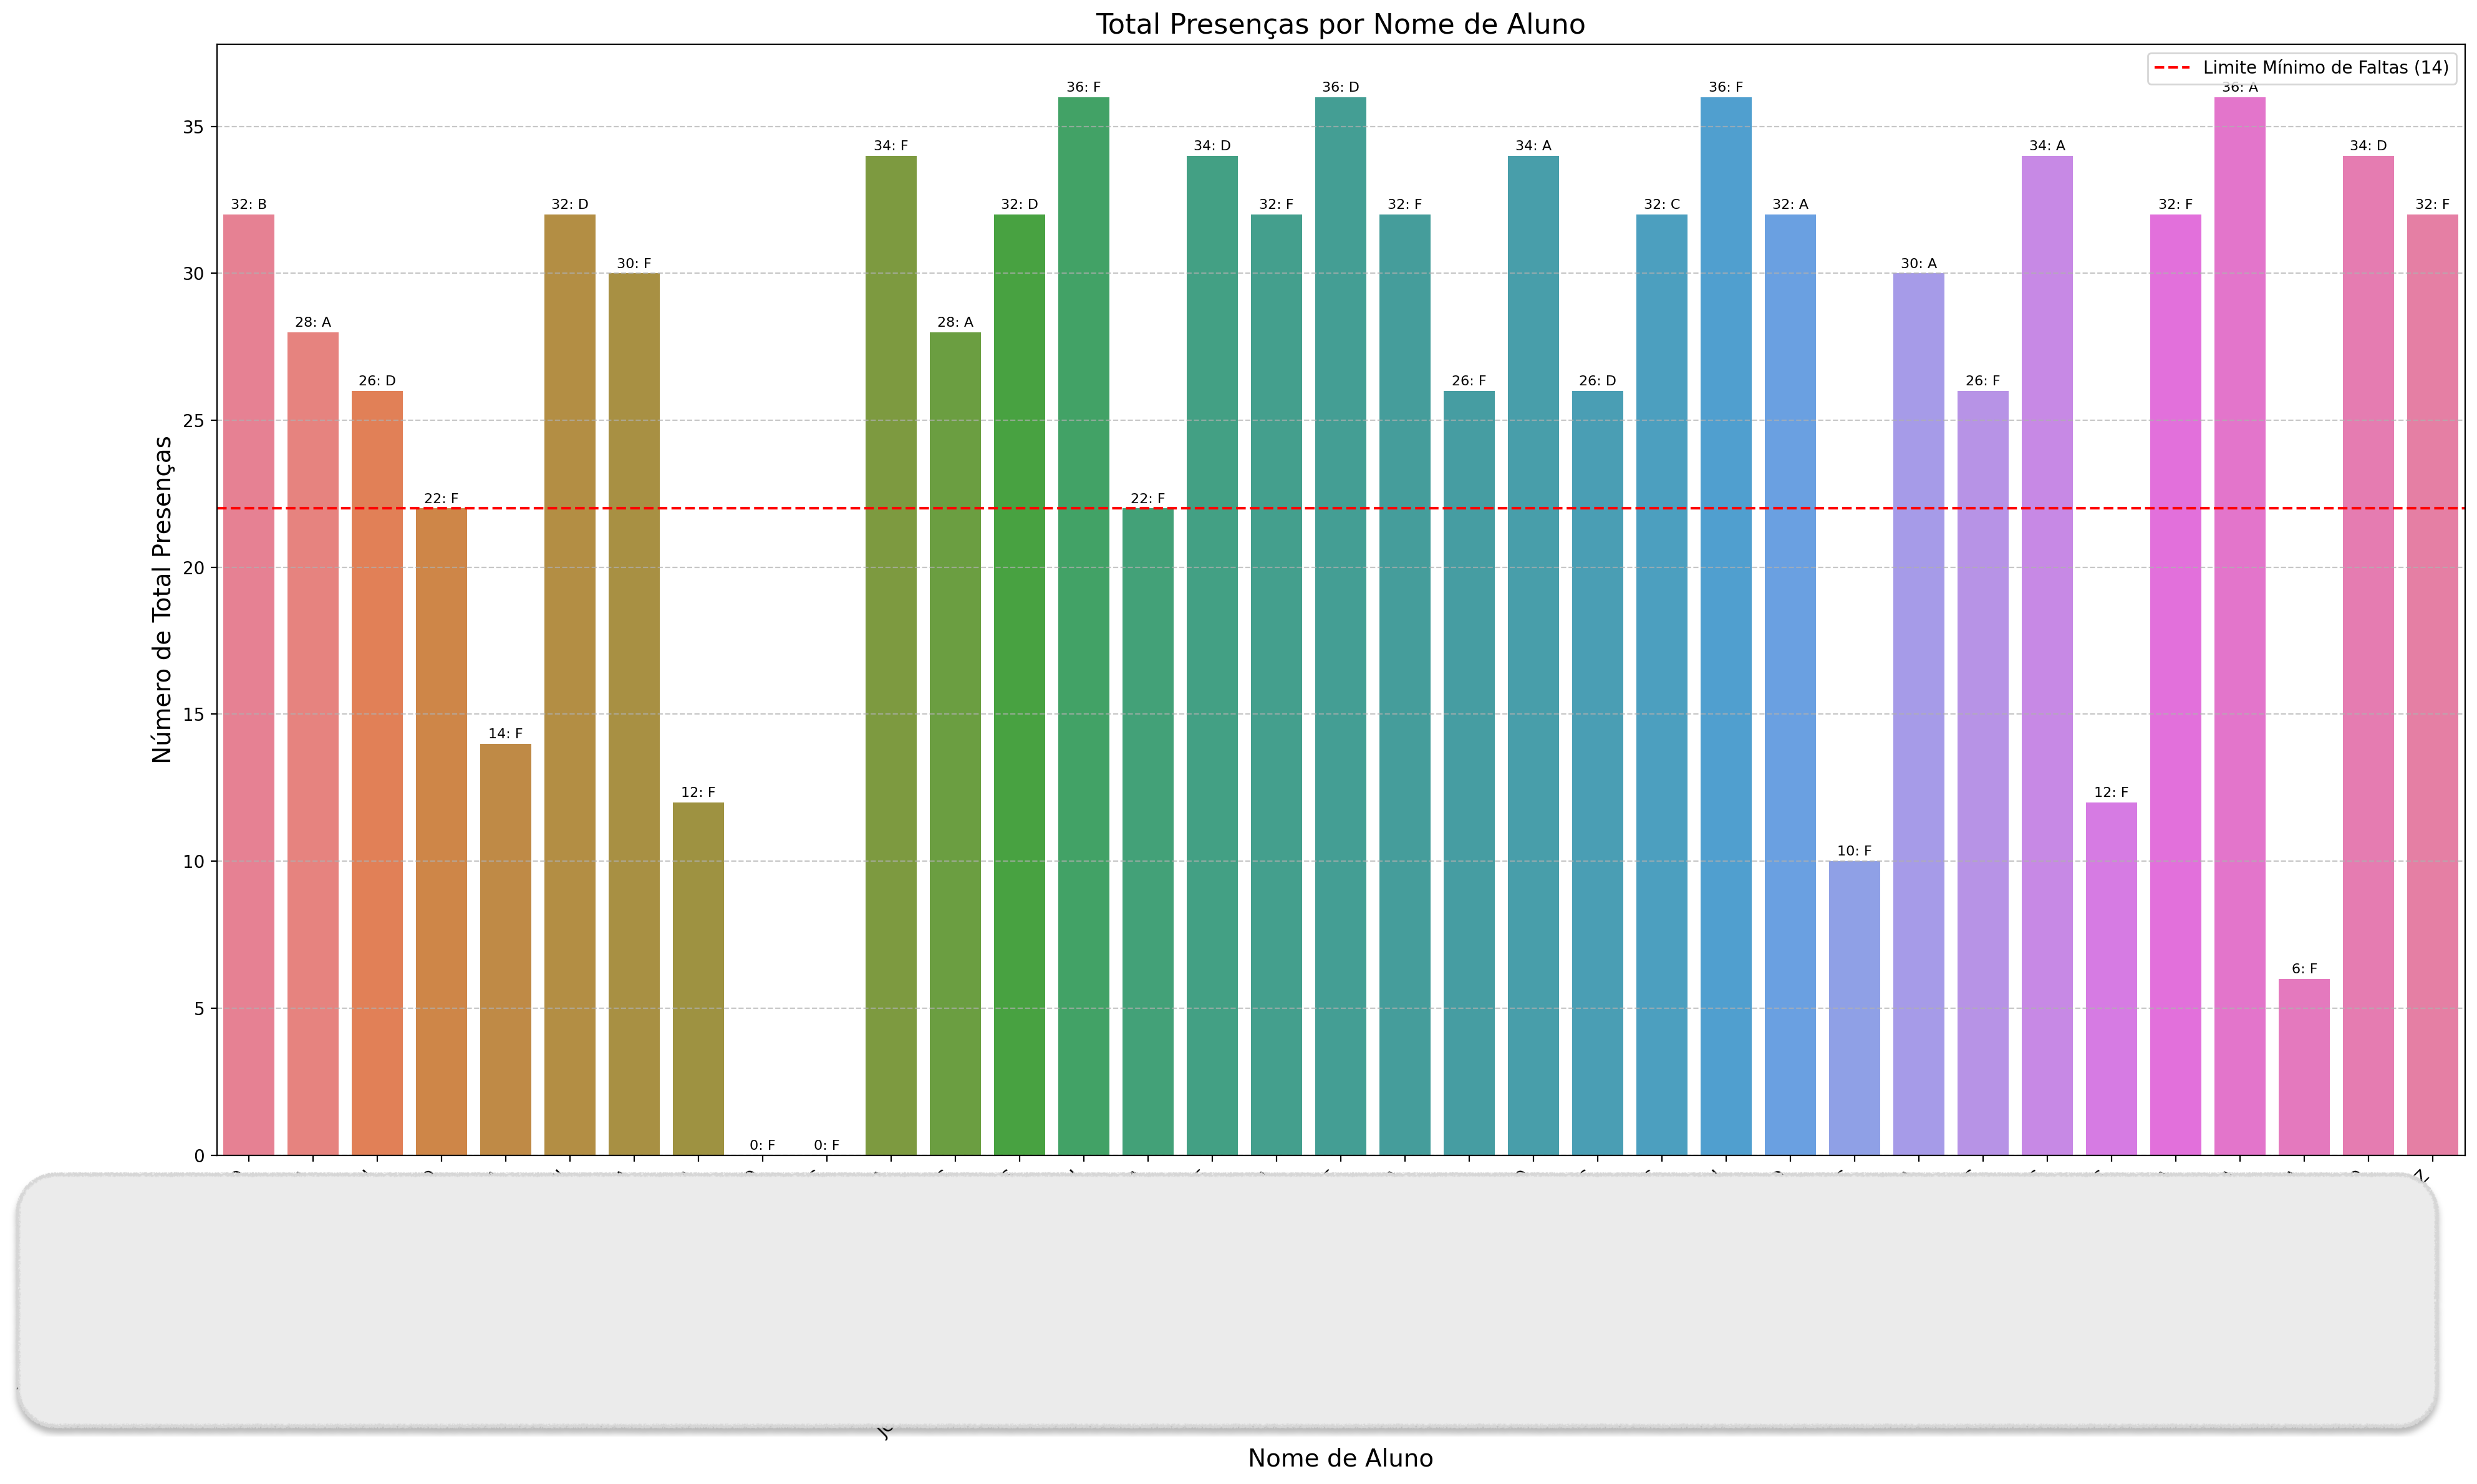 Total Presenças por Nome de Aluno
Limite Mínimo de Faltas (14)
36: F
36: D
36: F
36: A
35
34: F
34: D
34: A
34: A
34: D
32: B
32: D
32: D
32: F
32: F
32: C
32: A
32: F
32: F
30
30: F
30: A
28: A
28: A
26: D
26: F
26: D
26: F
25
22: F
22: F
20
15
14: F
12: F
12: F
10
10: F
6: F
5
0
0: F
0: F
Número de Total Presenças
Nome de Aluno